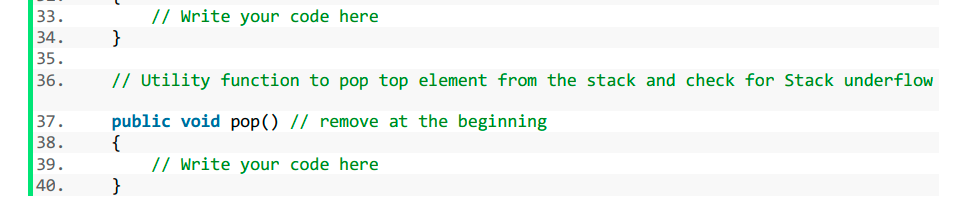 33. // Write your code here
34. }
35.
36. // Utility function to pop top element from the stack and check for Stack underflow
37. public void pop() // remove at the beginning
38. {
39. // Write your code here
40. }